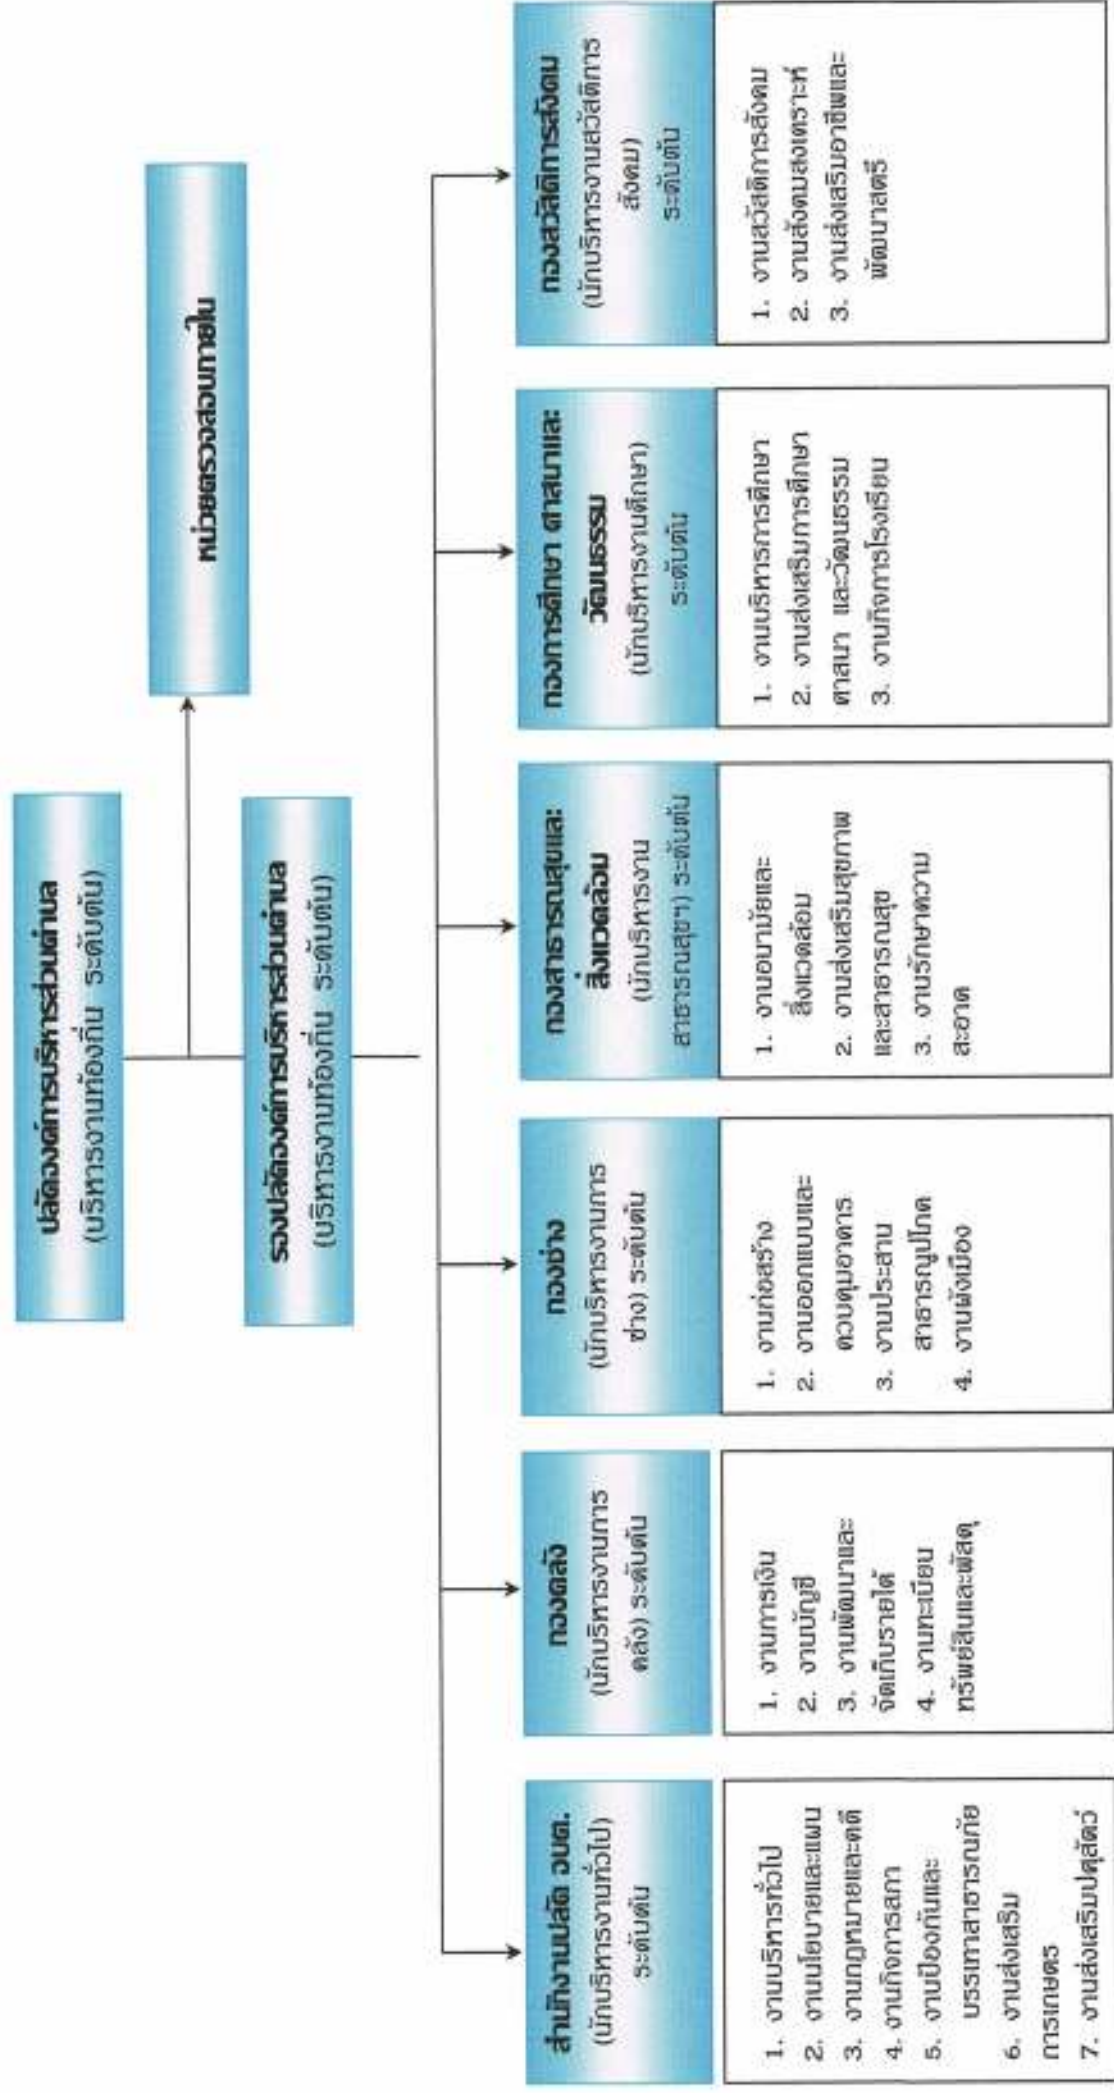 ปลัดองค์การบริหารส่วนตำบล
(บริหารงานท้องถิ่น ระดับต้น)
หน่วยตรวจสอบภายใน
รองปลัดองค์การบริหารส่วนตำบล
(บริหารงานท้องถิ่น ระดับต้น)
สำนักงานปลัด อบต.
(นักบริหารงานทั่วไป)
ระดับต้น
1. งานบริหารทั่วไป
2. งานนโยบายและแผน
3. งานกฎหมายและคดี
4. งานกิจการสภา
5. งานป้องกันและ
บรรเทาสาธารณภัย
6. งานส่งเสริม
การเกษตร
7. งานส่งเสริมปศุสัตว์
กองคลัง
(นักบริหารงานการ
คลัง) ระดับต้น
1. งานการเงิน
2. งานบัญชี
3. งานพัฒนาและ
จัดเก็บรายได้
4. งานทะเบียน
ทรัพย์สินและพัสดุ
กองช่าง
(นักบริหารงานการ
ช่าง) ระดับต้น
1. งานก่อสร้าง
2. งานออกแบบและ
ควบคุมอาคาร
3. งานประสาน
สาธารณูปโภค
4. งานผังเมือง
กองสาธารณสุขและ
สิ่งแวดล้อม
(นักบริหารงาน
สาธารณสุขฯ) ระดับต้น
1. งานอนามัยและ
สิ่งแวดล้อม
2. งานส่งเสริมสุขภาพ
และสาธารณสุข
3. งานรักษาความ
สะอาด
กองการศึกษา ศาสนาและ
วัฒนธรรม
(นักบริหารงานศึกษา)
ระดับต้น
1. งานบริหารการศึกษา
2. งานส่งเสริมการศึกษา
ศาสนา และวัฒนธรรม
3. งานกิจการโรงเรียน
กองสวัสดิการสังคม
(นักบริหารงานสวัสดิการ
สังคม)
ระดับต้น
1. งานสวัสดิการสังคม
2. งานสังคมสงเคราะห์
3. งานส่งเสริมอาชีพและ
พัฒนาสตรี